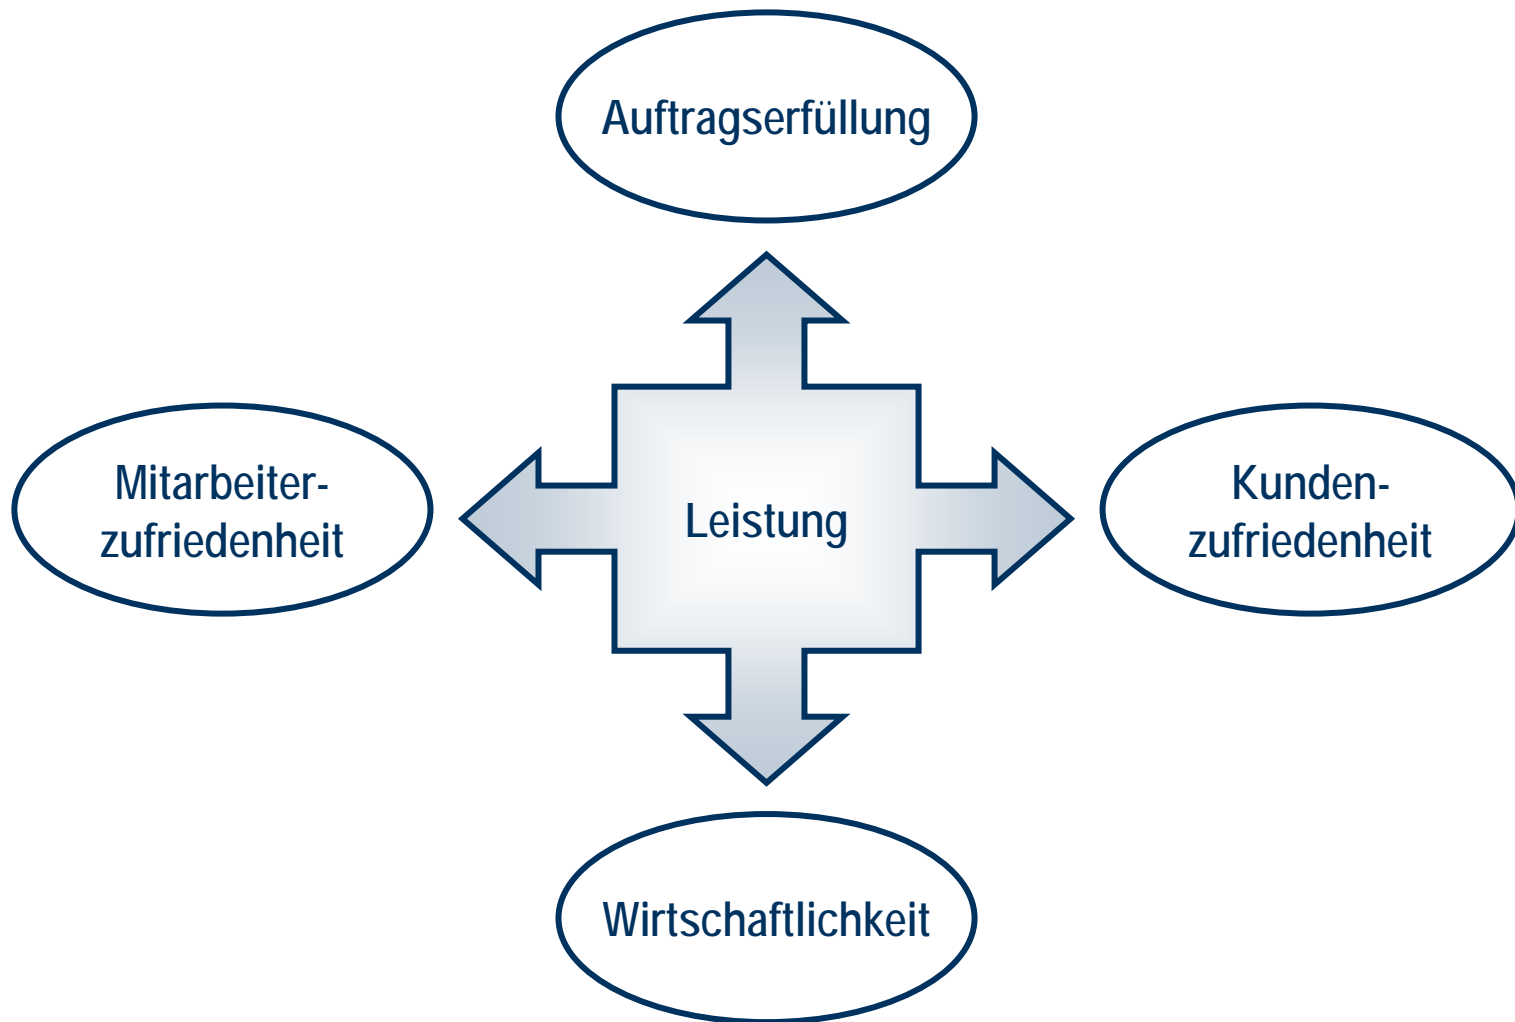 Auftragserfüllung
Mitarbeiter-
zufriedenheit
Leistung
Kunden-
zufriedenheit
Wirtschaftlichkeit